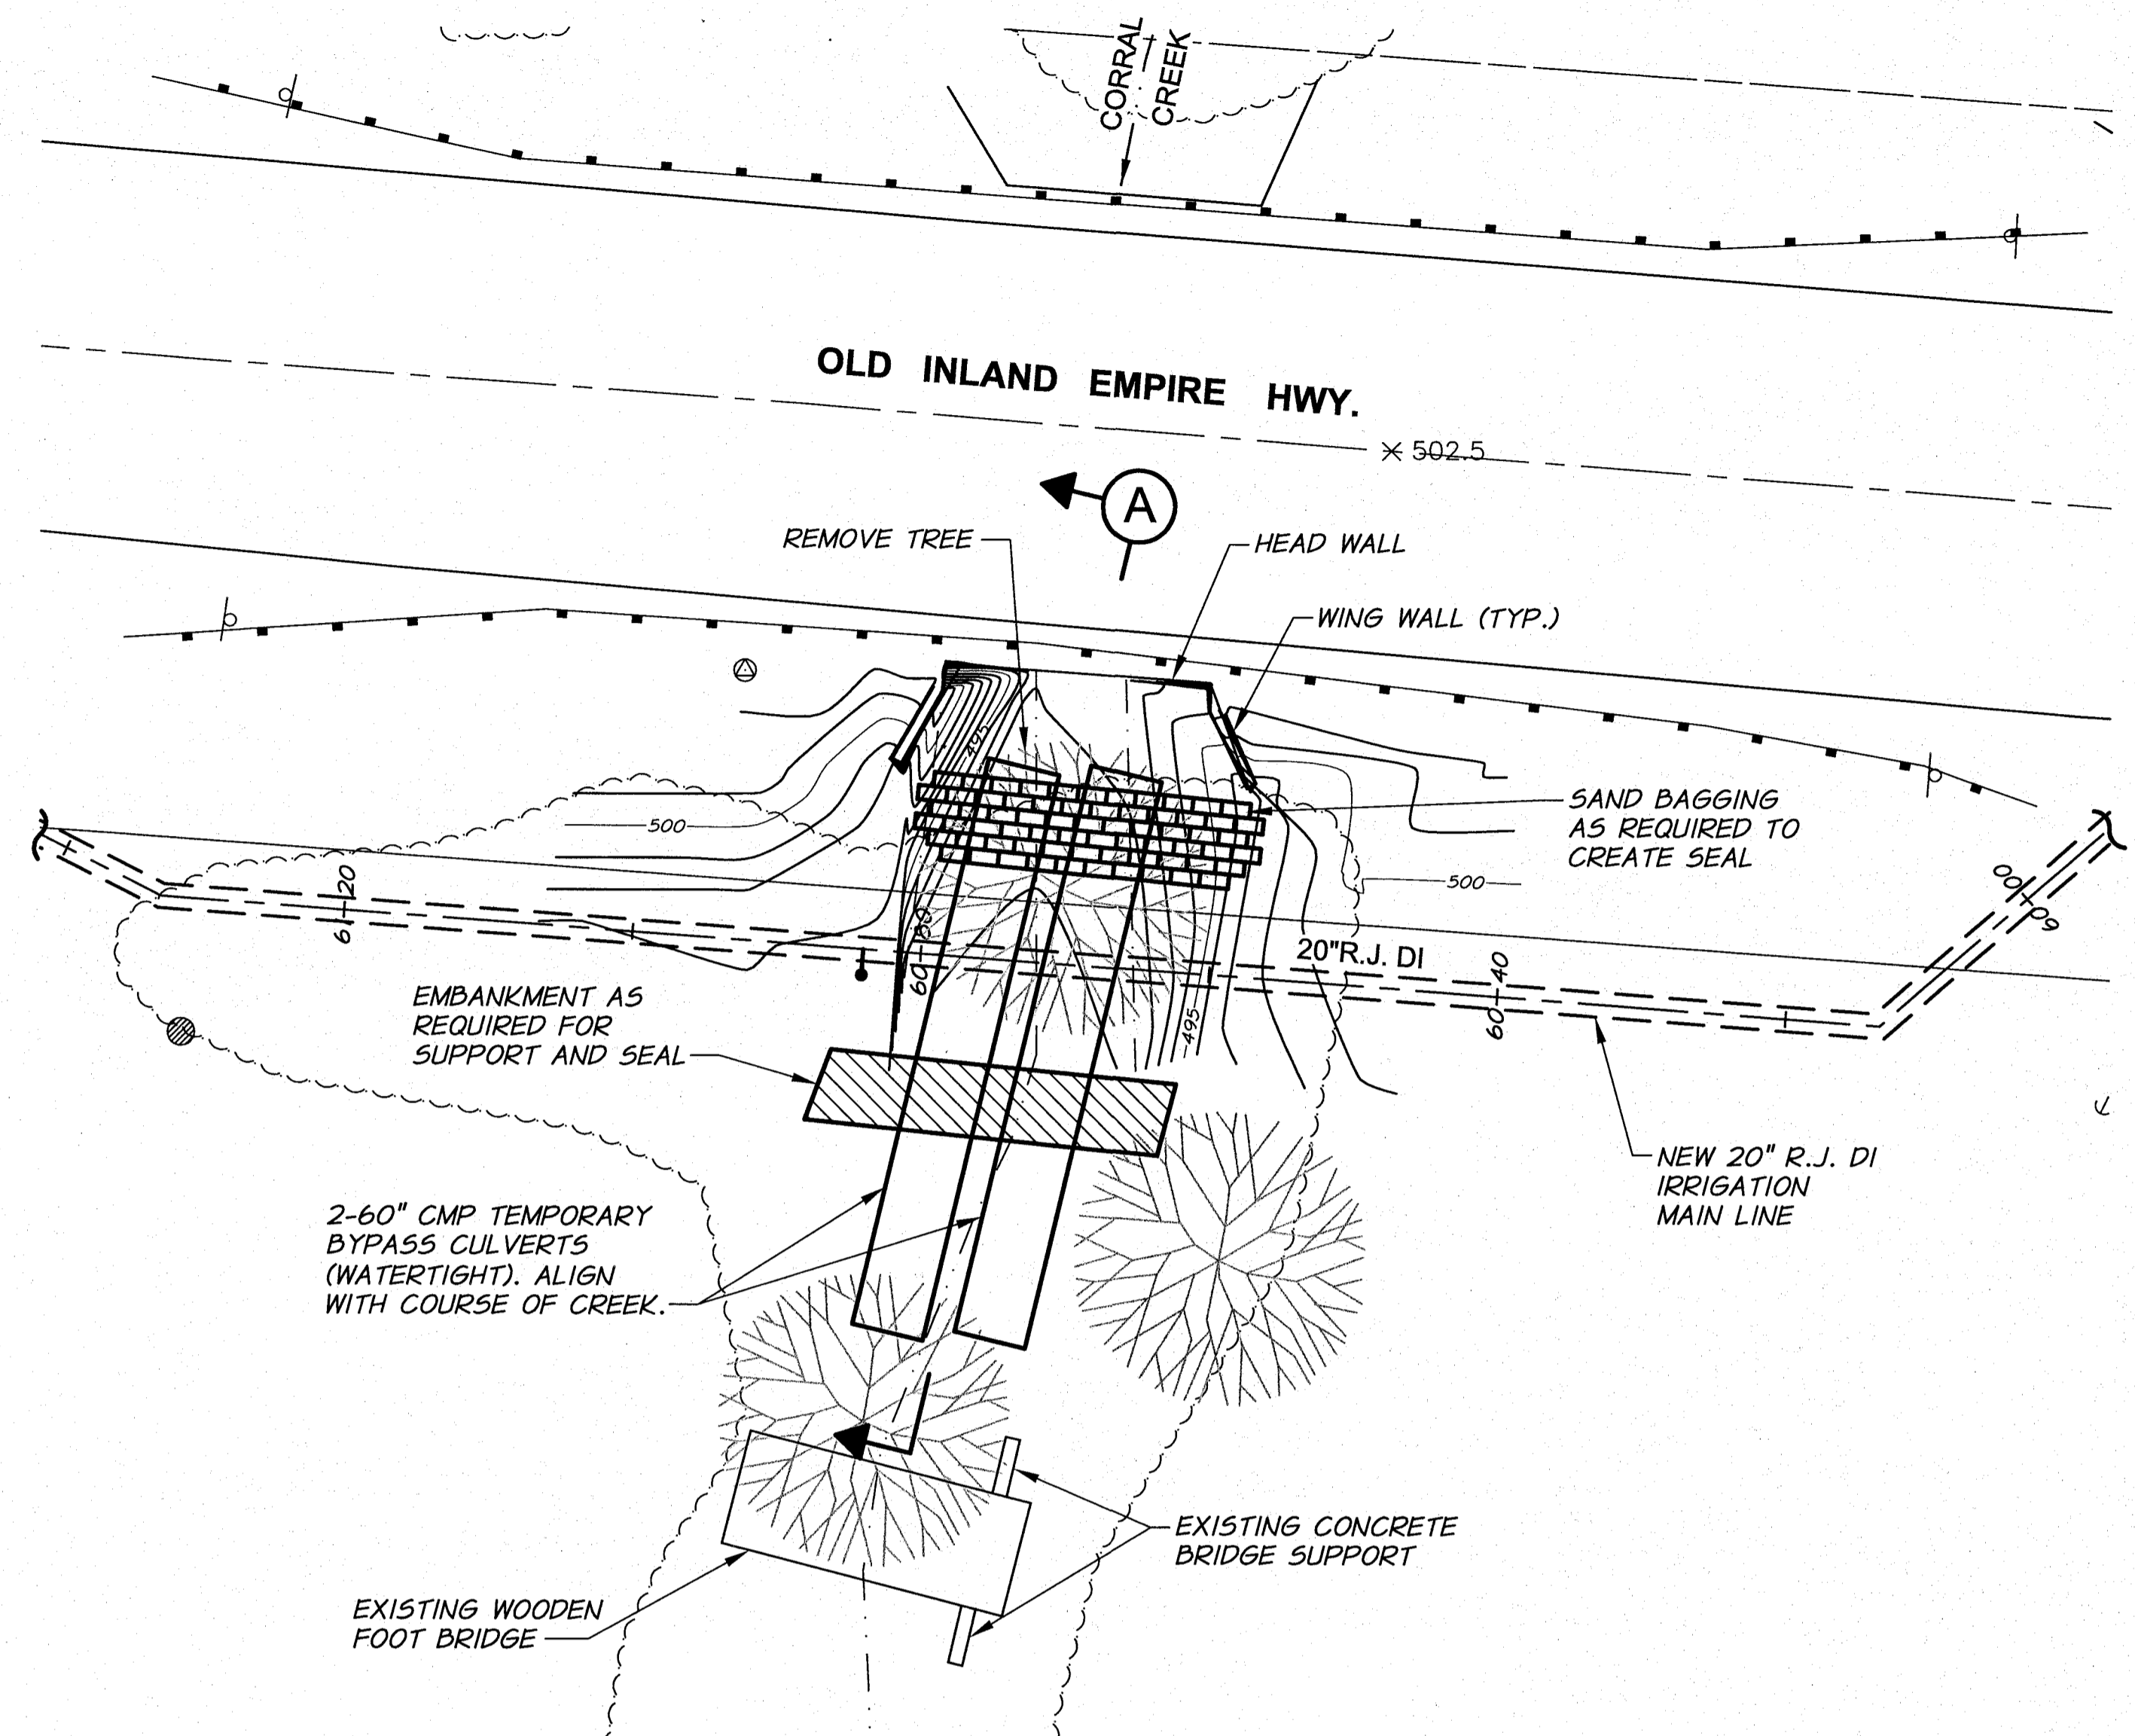 CORRAL
CREEK
OLD INLAND EMPIRE HWY.
502.5
A
REMOVE TREE
HEAD WALL
WING WALL (TYP.)
495
SAND BAGGING
AS REQUIRED TO
CREATE SEAL
500
500
61 20
60 80
20"R.J. DI
60 40
60 00
495
EMBANKMENT AS
REQUIRED FOR
SUPPORT AND SEAL
NEW 20" R.J. DI
IRRIGATION
MAIN LINE
2-60" CMP TEMPORARY
BYPASS CULVERTS
(WATERTIGHT). ALIGN
WITH COURSE OF CREEK.
EXISTING CONCRETE
BRIDGE SUPPORT
EXISTING WOODEN
FOOT BRIDGE